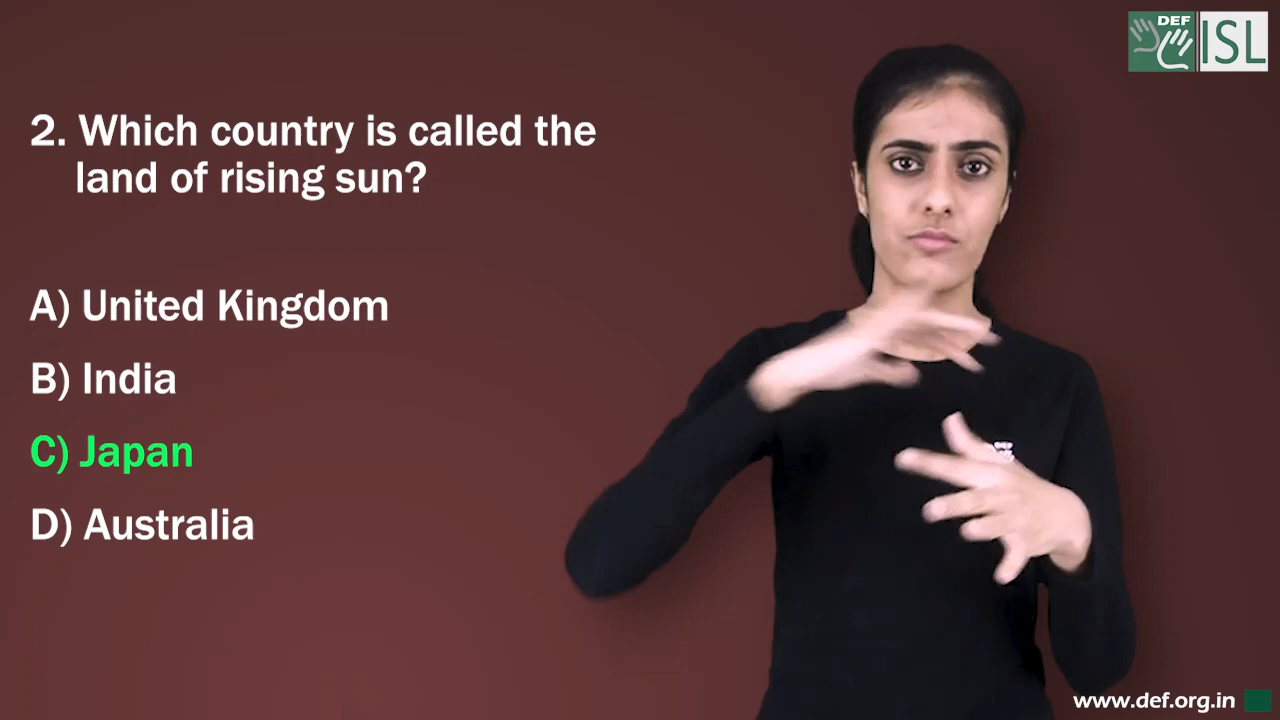 DEF
ISL
2. Which country is called the
land of rising sun?
A) United Kingdom
B) India
C) Japan
D) Australia
www.def.org.in